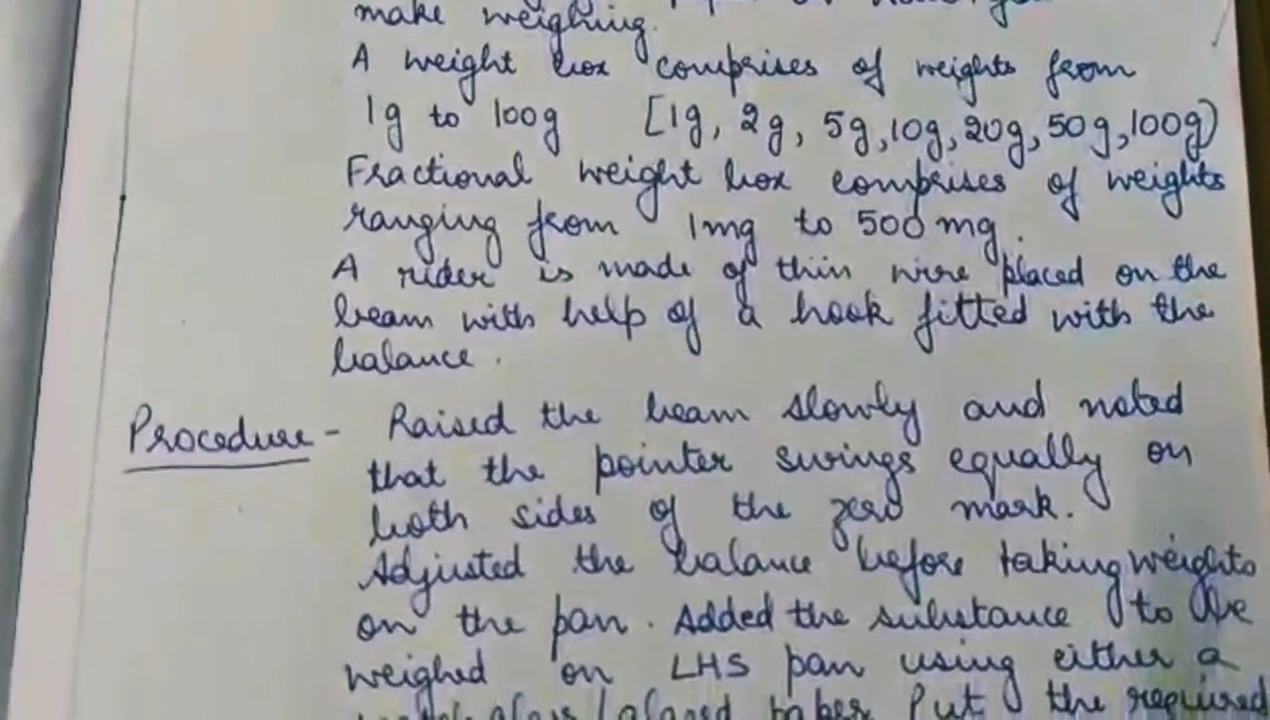 make weighing.
A weight box comprises of weights from
1g to 100g [1g, 2g, 5g, 10g, 20g, 50g, 100g)
Fractional weight box comprises of weights
ranging from 1mg to 500 mg.
A rider is made of thin wire placed on the
beam with help of a hook fitted with the
balance.
Procedure - Raised the beam slowly and noted
that the pointer swings equally on
both sides of the zero mark.
Adjusted the balance before taking weights
on the pan. Added the substance to be
weighed on LHS pan using either a
Put the required